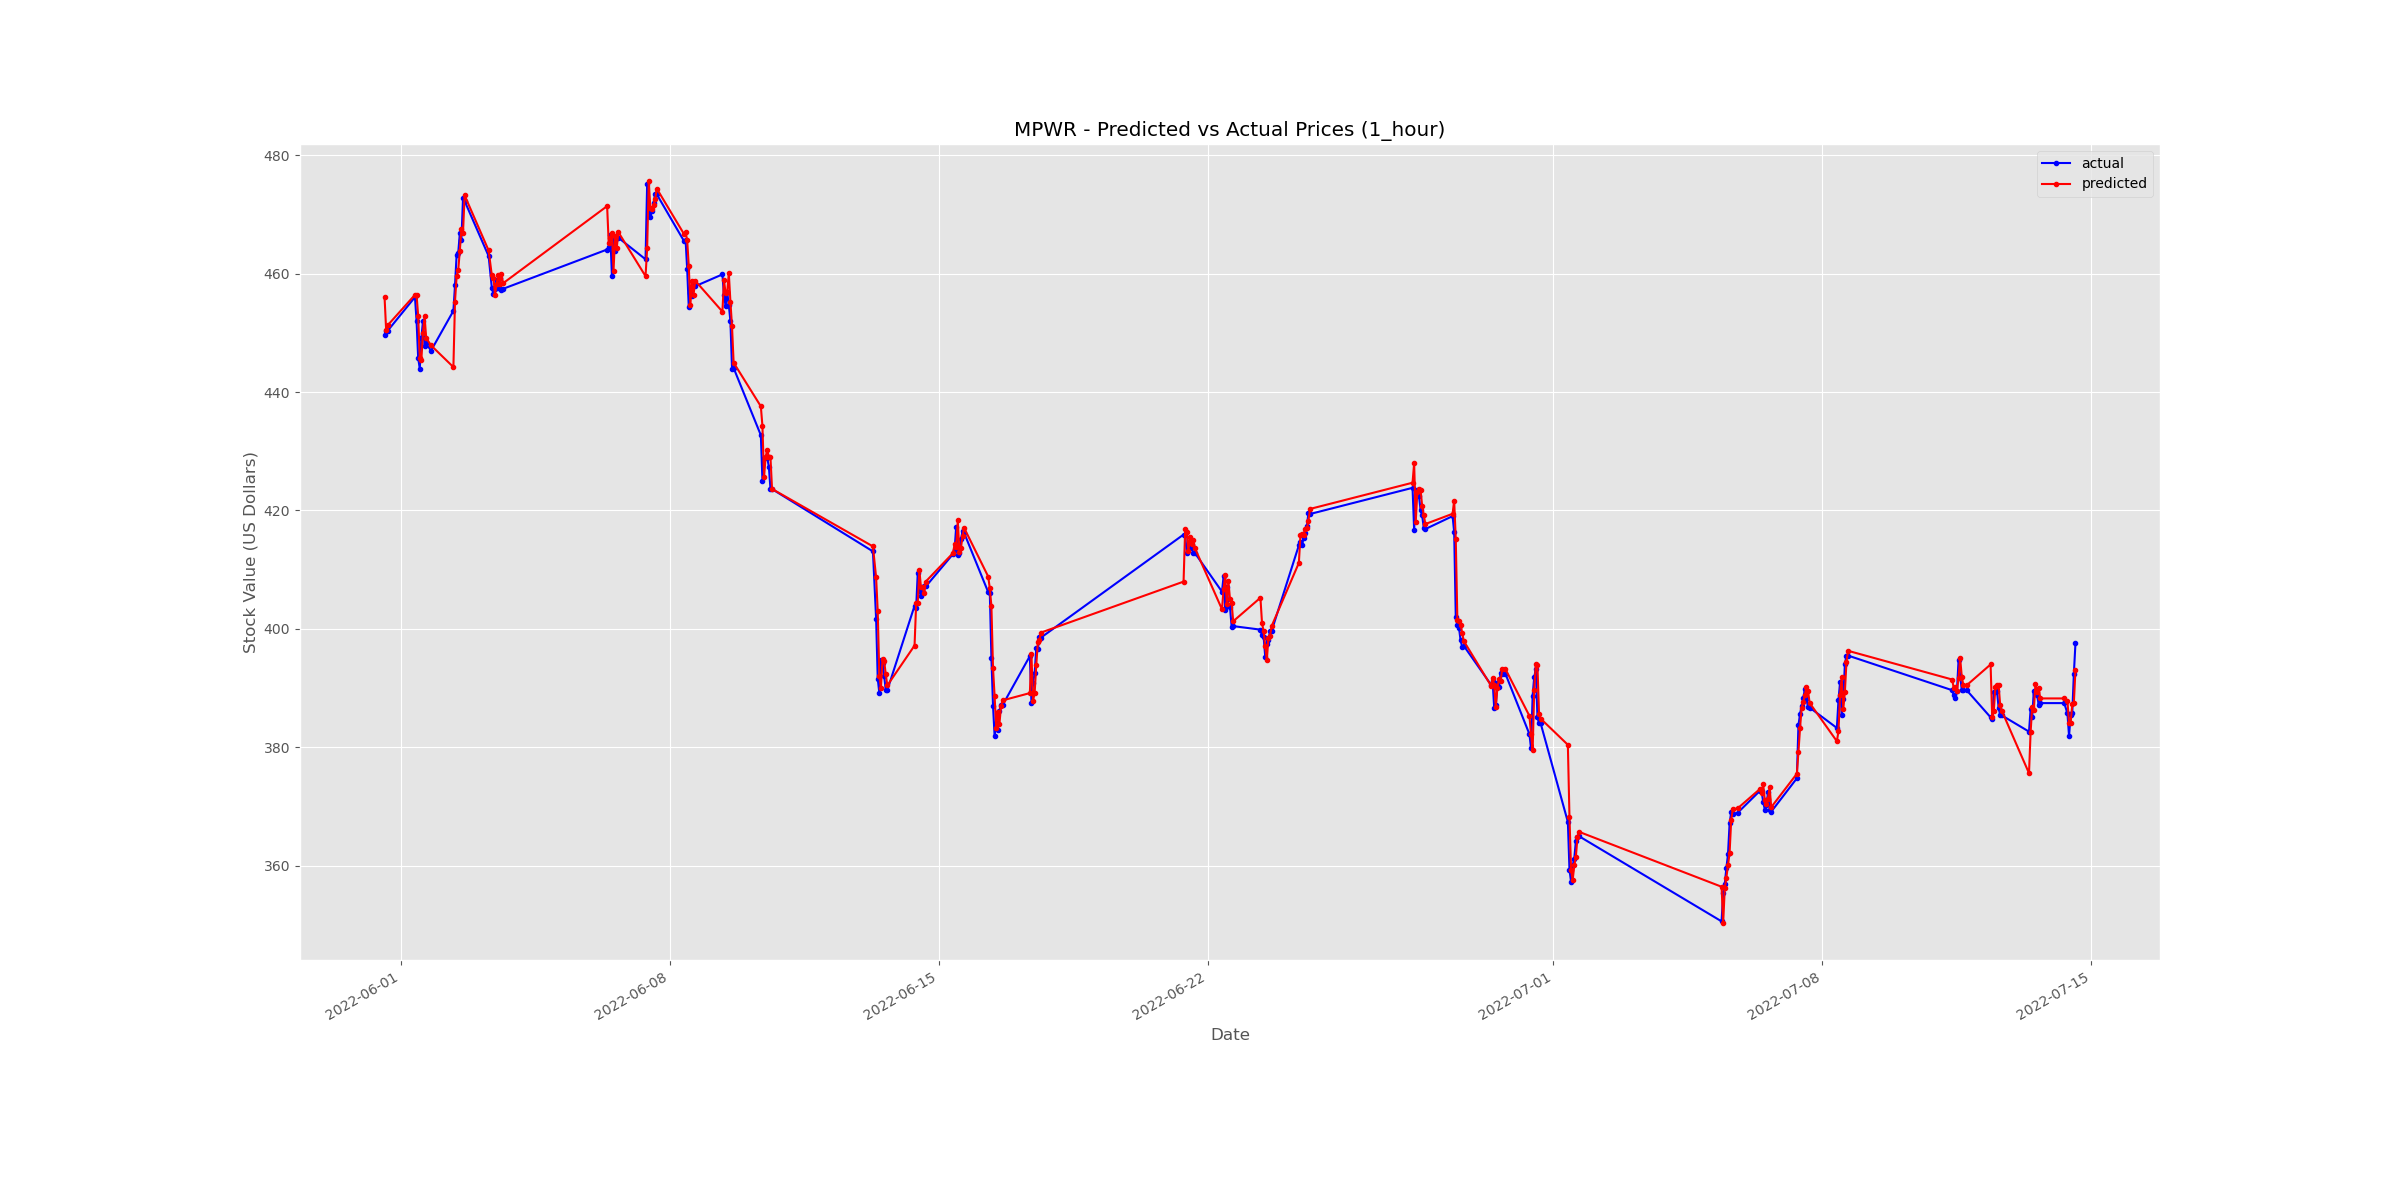 MPWR - Predicted vs Actual Prices (1_hour)
actual
predicted
Stock Value (US Dollars)
480
460
440
420
400
380
360
2022-06-01
2022-06-08
2022-06-15
2022-06-22
2022-07-01
2022-07-08
2022-07-15
Date